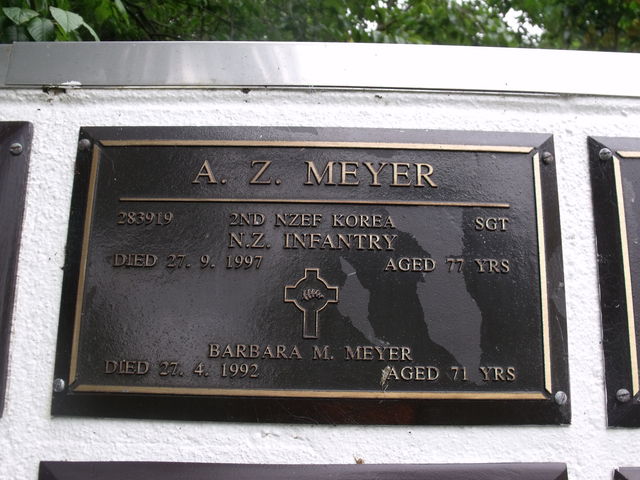 A. Z. MEYER
283919 2ND NZEF KOREA SGT
N.Z. INFANTRY
DIED 27. 9. 1997 AGED 77 YRS
BARBARA M. MEYER
DIED 27. 4. 1992 AGED 71 YRS